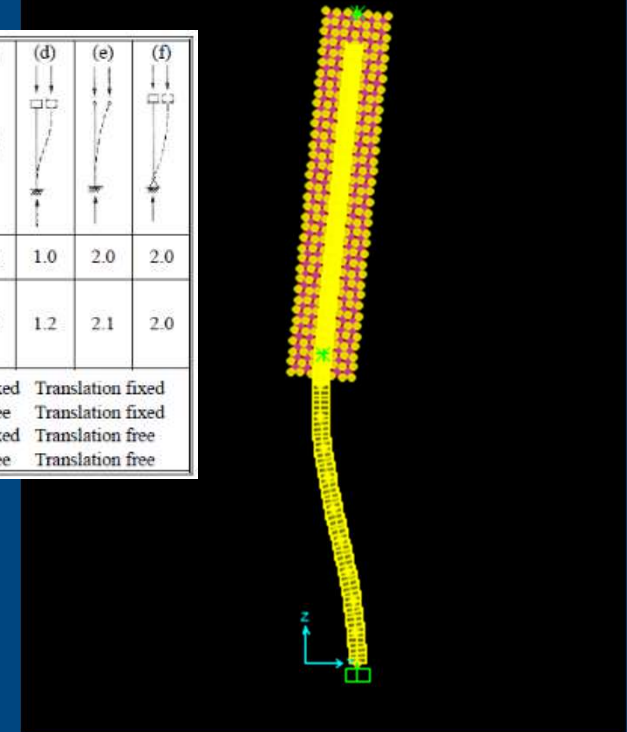 (d) (e) (f)
1.0 2.0 2.0
1.2 2.1 2.0
Translation fixed
Translation fixed
Translation free
Translation free
z